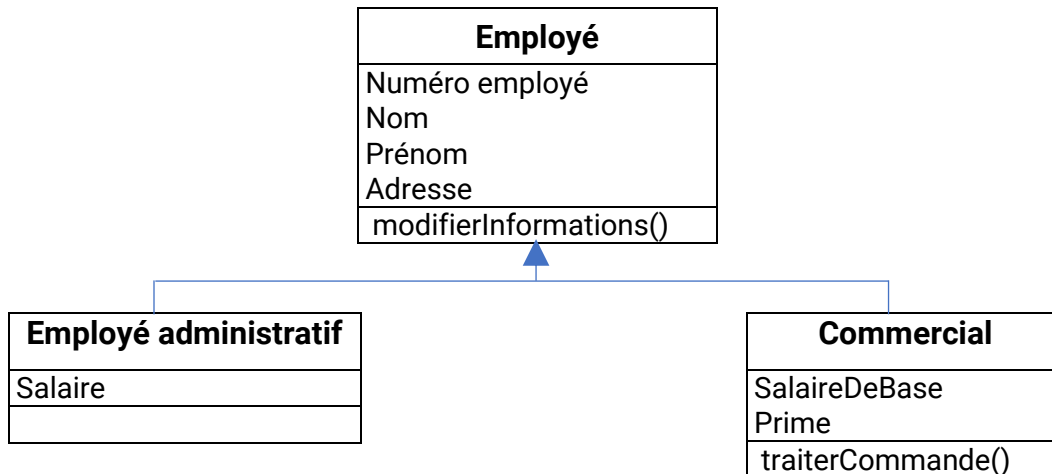 Employé
Numéro employé
Nom
Prénom
Adresse
modifierInformations()
Employé administratif
Salaire
Commercial
SalaireDeBase
Prime
traiterCommande()